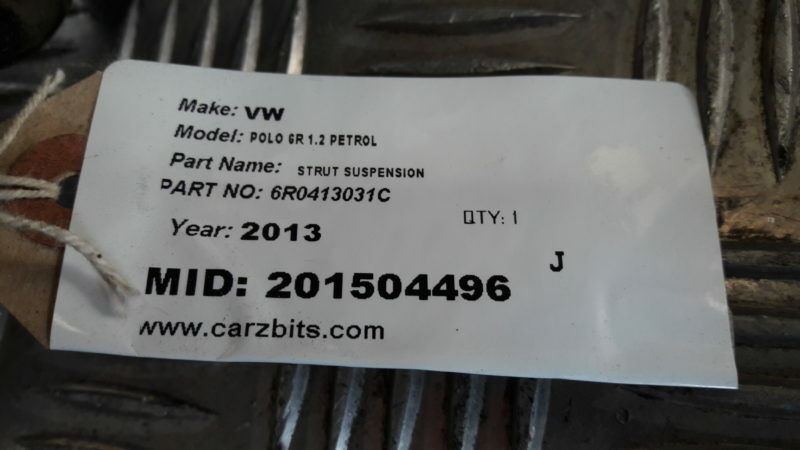 Make: VW
Model: POLO 6R 1.2 PETROL
Part Name: STRUT SUSPENSION
PART NO: 6R0413031C
QTY: 1
Year: 2013
J
MID: 201504496
www.carzbits.com